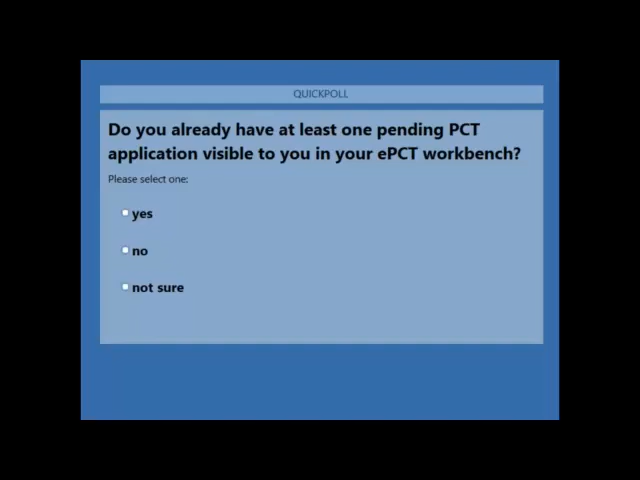 QUICKPOLL
Do you already have at least one pending PCT
application visible to you in your ePCT workbench?
Please select one:
yes
no
not sure